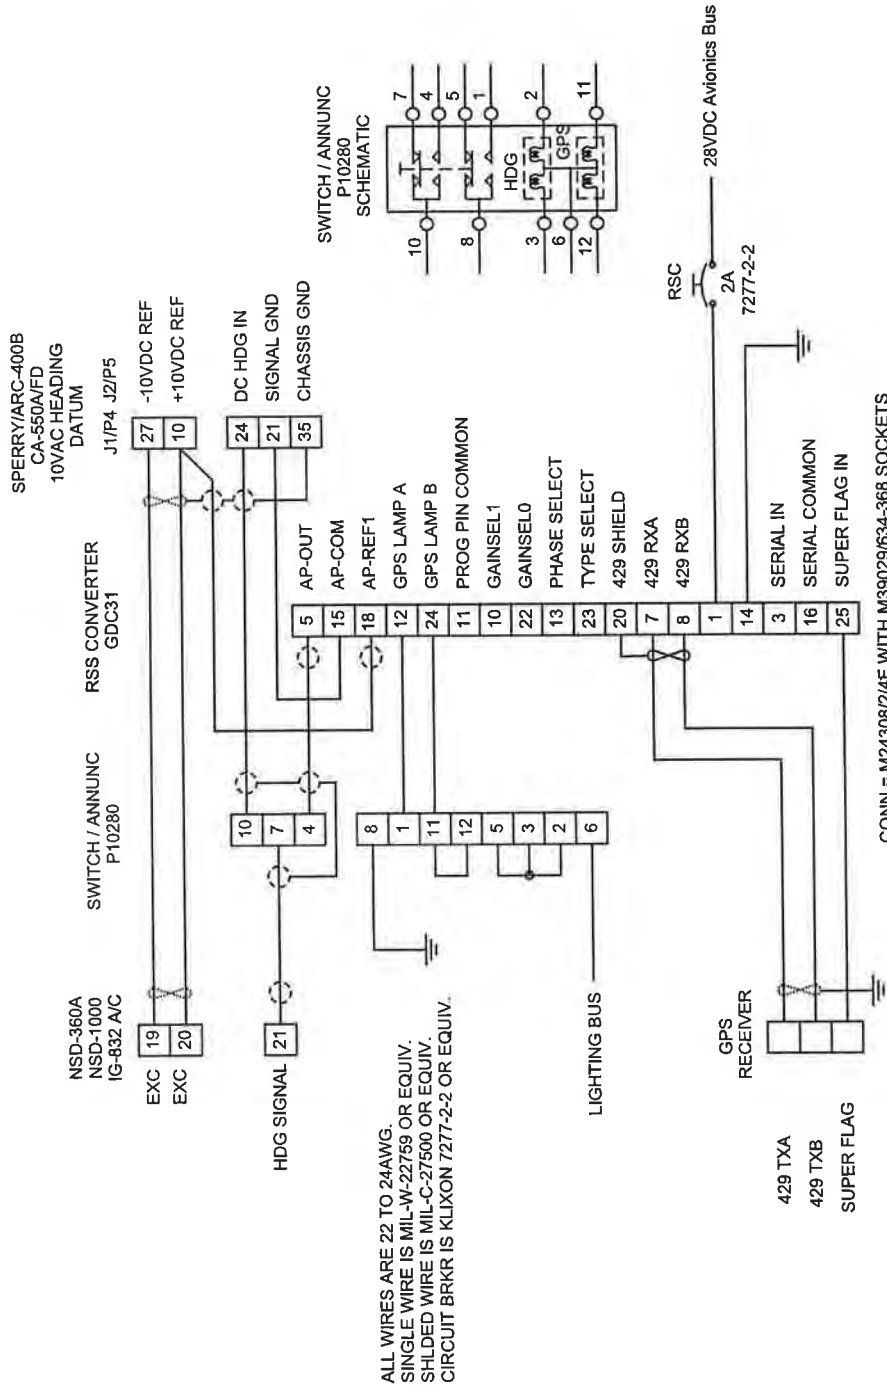 SPERRY/ARC-400B
CA-550A/FD
10VAC HEADING
DATUM
J1/P4 J2/P5
27 -10VDC REF
10 +10VDC REF
24 DC HDG IN
21 SIGNAL GND
35 CHASSIS GND
SWITCH / ANNUNC
P10280
SCHEMATIC
7
4
5
1
2
11
10
8
3
6
12
HDG
GPS
RSS CONVERTER
GDC31
5 AP-OUT
15 AP-COM
18 AP-REF1
12 GPS LAMP A
24 GPS LAMP B
11 PROG PIN COMMON
10 GAINSEL1
22 GAINSEL0
13 PHASE SELECT
23 TYPE SELECT
20 429 SHIELD
7 429 RXA
8 429 RXB
1
14
3 SERIAL IN
16 SERIAL COMMON
25 SUPER FLAG IN
RSC
2A
7277-2-2
28VDC Avionics Bus
SWITCH / ANNUNC
P10280
10
7
4
8
1
11
12
5
3
2
6
NSD-360A
NSD-1000
IG-832 A/C
EXC 19
EXC 20
HDG SIGNAL 21
LIGHTING BUS
GPS
RECEIVER
429 TXA
429 TXB
SUPER FLAG
ALL WIRES ARE 22 TO 24AWG.
SINGLE WIRE IS MIL-W-22759 OR EQUIV.
SHLDED WIRE IS MIL-C-27500 OR EQUIV.
CIRCUIT BRKR IS KLIXON 7277-2-2 OR EQUIV..
CONN = M24308/2/4F WITH M39029/634-368 SOCKETS